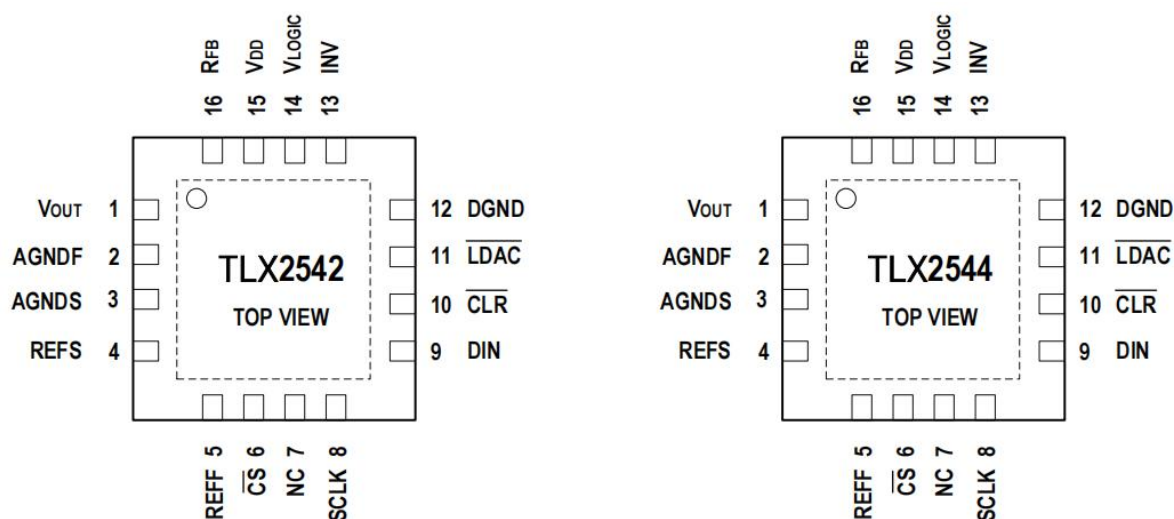 RFB
VDD
VLOGIC
INV
16
15
14
13
VOUT 1
AGNDF 2
AGNDS 3
REFS 4
TLX2542
TOP VIEW
12 DGND
11 LDAC
10 CLR
9 DIN
REFF 5
CS 6
NC 7
SCLK 8
RFB
VDD
VLOGIC
INV
16
15
14
13
VOUT 1
AGNDF 2
AGNDS 3
REFS 4
TLX2544
TOP VIEW
12 DGND
11 LDAC
10 CLR
9 DIN
REFF 5
CS 6
NC 7
SCLK 8